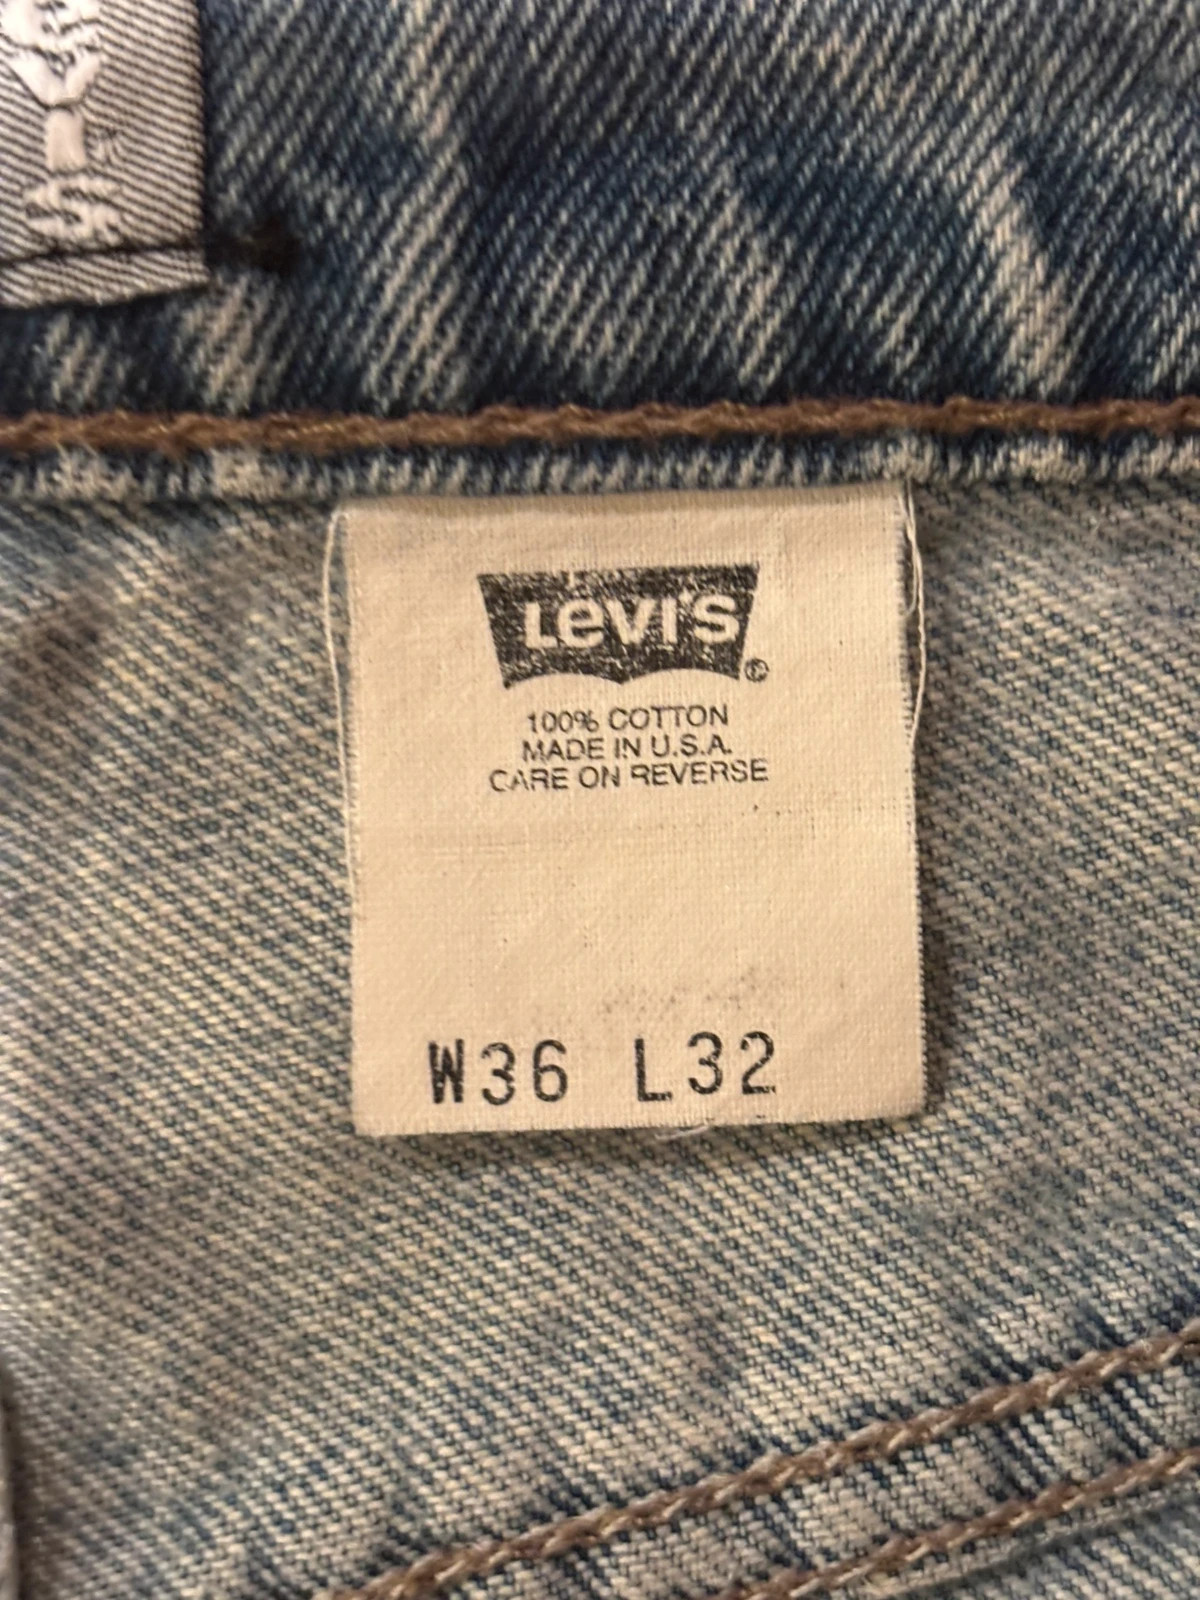 Levi's ®
100% COTTON
MADE IN U.S.A.
CARE ON REVERSE
W36 L32